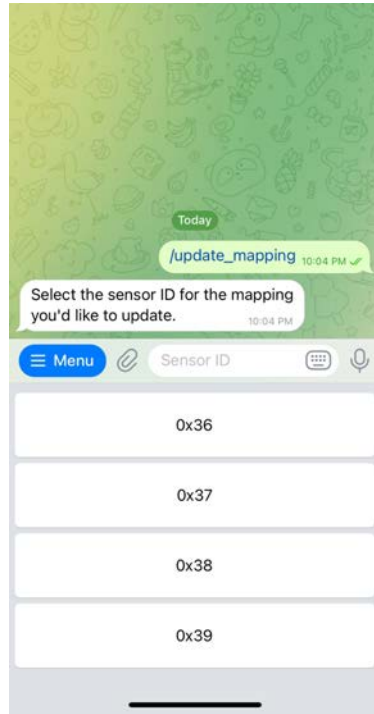 Today
/update_mapping 10:04 PM
Select the sensor ID for the mapping
you'd like to update.
10:04 PM
Menu
Sensor ID
0x36
0x37
0x38
0x39